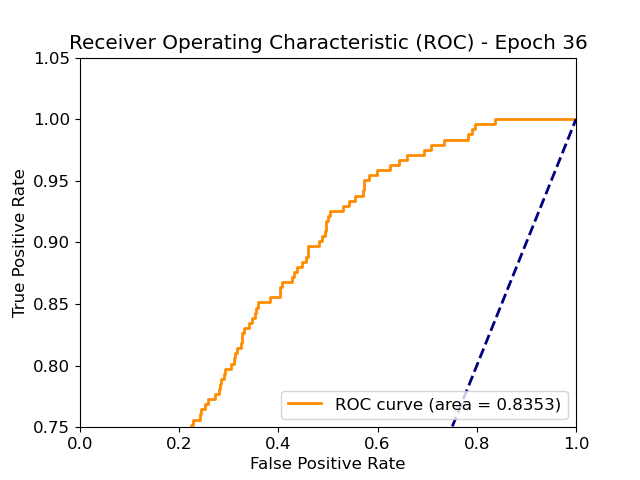 Receiver Operating Characteristic (ROC) - Epoch 36
1.05
1.00
0.95
0.90
0.85
0.80
0.75
True Positive Rate
ROC curve (area = 0.8353)
0.0 0.2 0.4 0.6 0.8 1.0
False Positive Rate